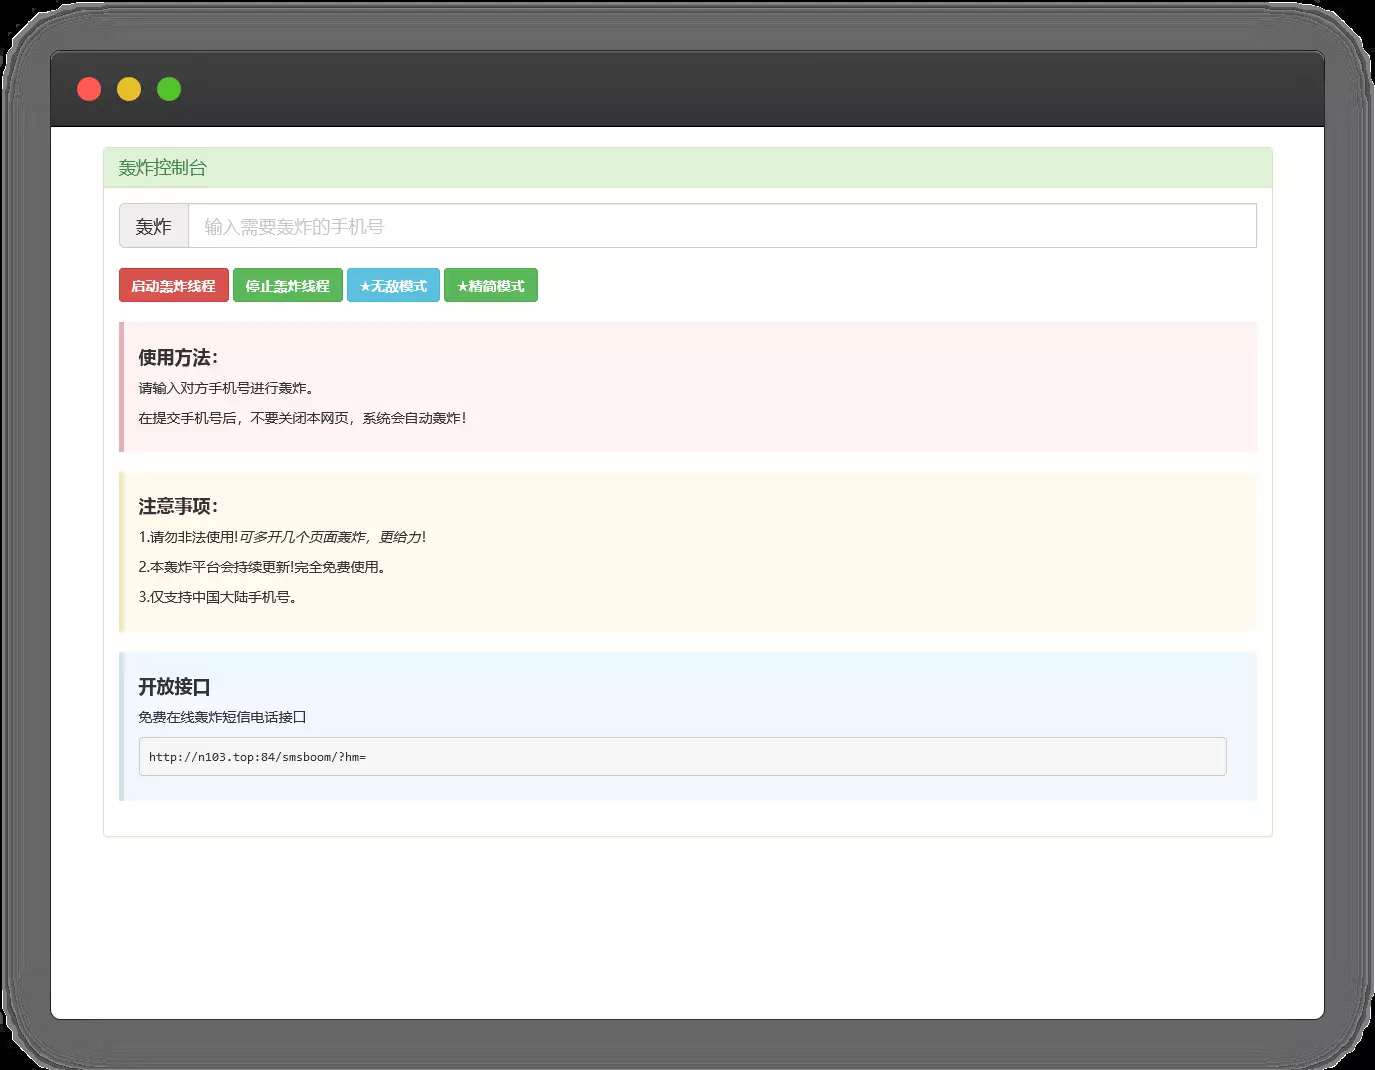 轰炸控制台
轰炸 输入需要轰炸的手机号
启动轰炸线程 停止轰炸线程 ★无敌模式 ★精简模式
使用方法：
请输入对方手机号进行轰炸。
在提交手机号后，不要关闭本网页，系统会自动轰炸！
注意事项：
1.请勿非法使用!可多开几个页面轰炸，更给力!
2.本轰炸平台会持续更新!完全免费使用。
3.仅支持中国大陆手机号。
开放接口
免费在线轰炸短信电话接口
http://n103.top:84/smsboom/?hm=